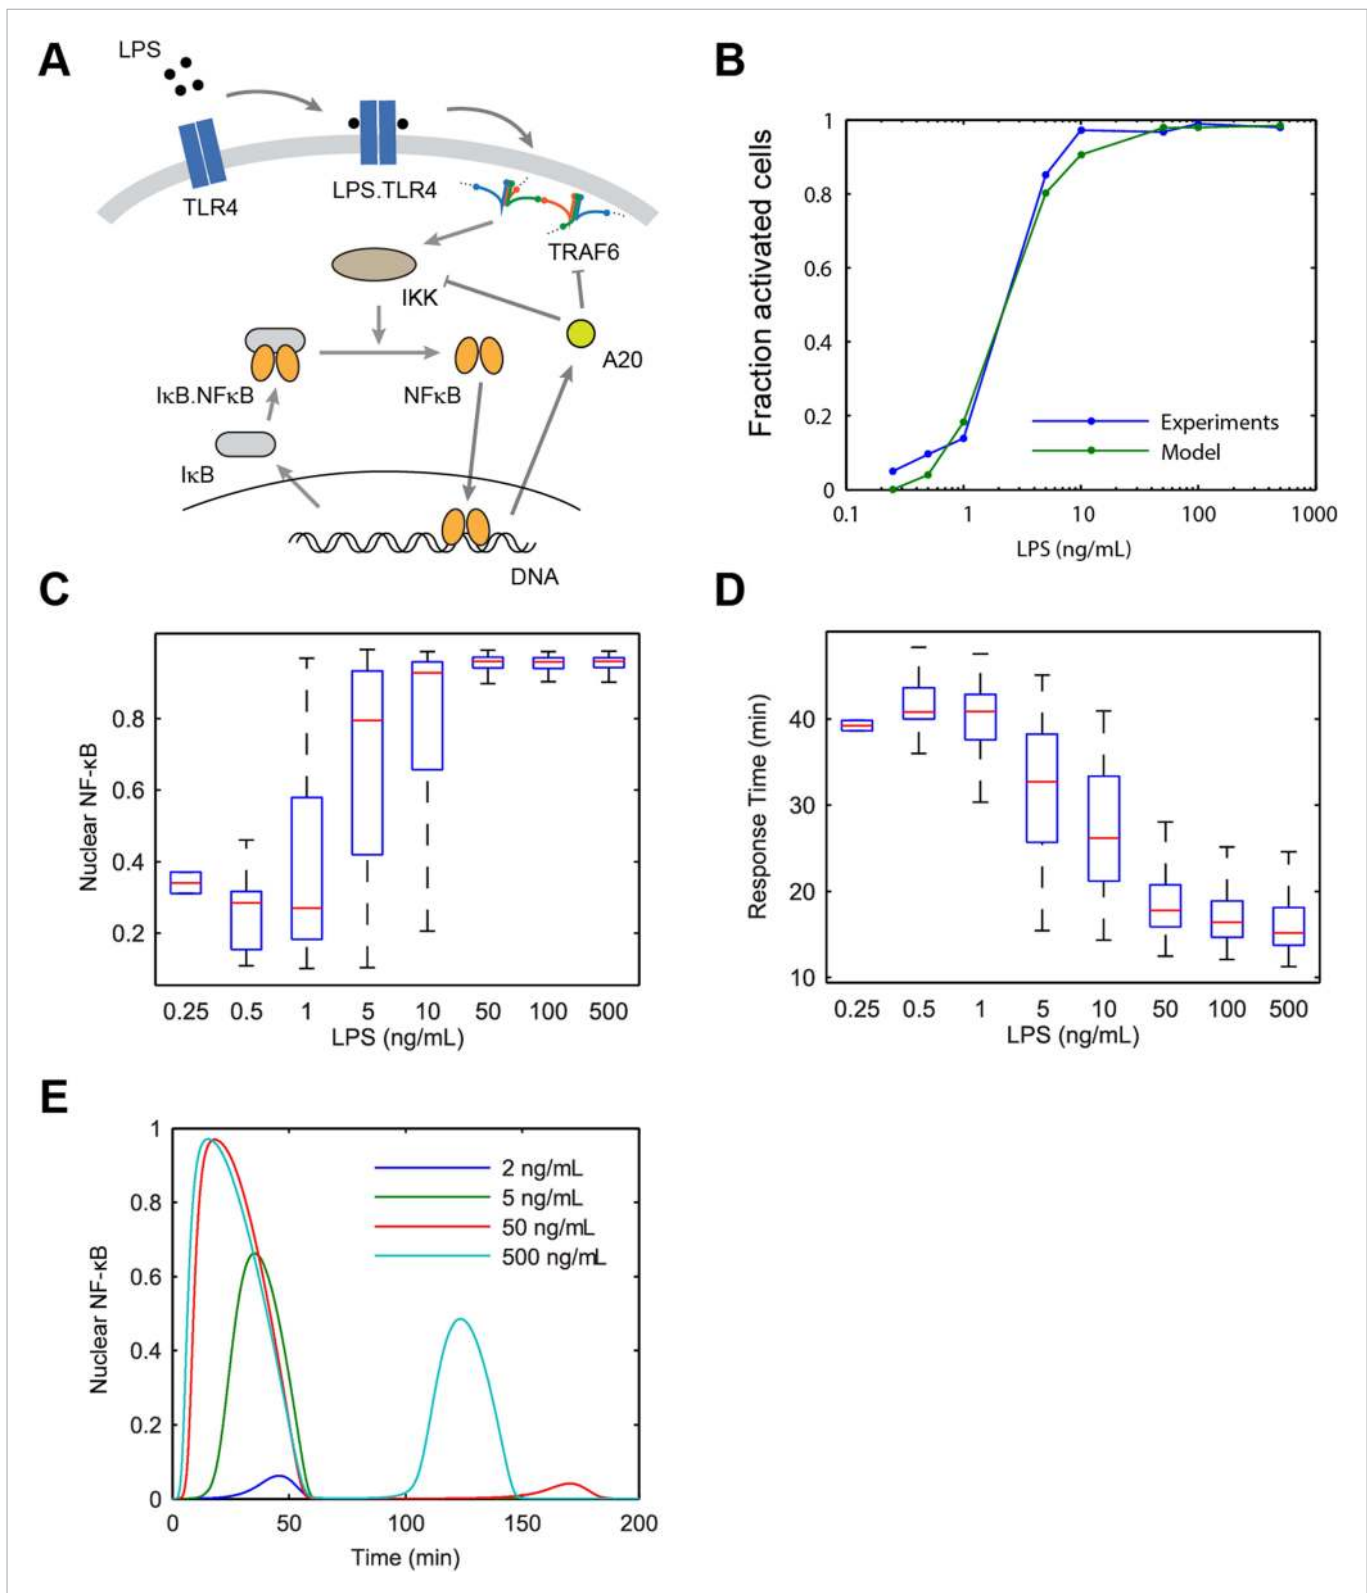 A
LPS
TLR4
LPS.TLR4
TRAF6
IKK
A20
IκB.NFκB
NFκB
IκB
DNA
B
Fraction activated cells
1
0.8
0.6
0.4
0.2
0
0.1
1
10
100
1000
LPS (ng/mL)
Experiments
Model
C
Nuclear NF-κB
0.8
0.6
0.4
0.2
0.25
0.5
1
5
10
50
100
500
LPS (ng/mL)
D
Response Time (min)
40
30
20
10
0.25
0.5
1
5
10
50
100
500
LPS (ng/mL)
E
Nuclear NF-κB
1
0.8
0.6
0.4
0.2
0
0
50
100
150
200
Time (min)
2 ng/mL
5 ng/mL
50 ng/mL
500 ng/mL